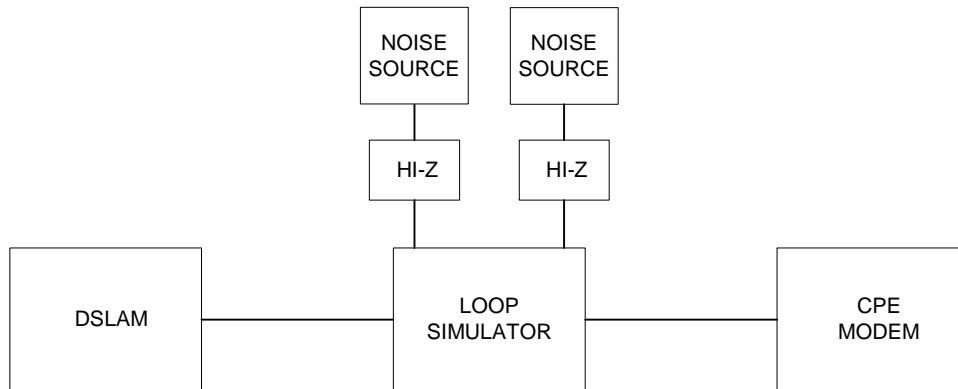 NOISE
SOURCE
NOISE
SOURCE
HI-Z
HI-Z
DSLAM
LOOP
SIMULATOR
CPE
MODEM